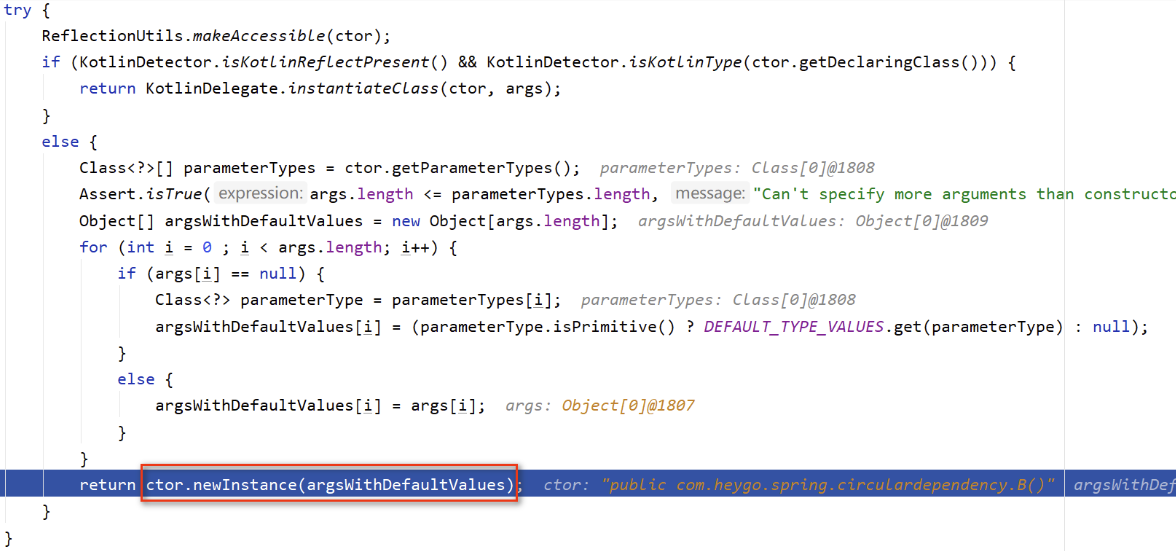 try {
ReflectionUtils.makeAccessible(ctor);
if (KotlinDetector.isKotlinReflectPresent() && KotlinDetector.isKotlinType(ctor.getDeclaringClass())) {
return KotlinDelegate.instantiateClass(ctor, args);
}
else {
Class<?>[] parameterTypes = ctor.getParameterTypes(); parameterTypes: Class[0]@1808
Assert.isTrue( expression: args.length <= parameterTypes.length, message: "Can't specify more arguments than constructo
Object[] argsWithDefaultValues = new Object[args.length]; argsWithDefaultValues: Object[0]@1809
for (int i = 0 ; i < args.length; i++) {
if (args[i] == null) {
Class<?> parameterType = parameterTypes[i]; parameterTypes: Class[0]@1808
argsWithDefaultValues[i] = (parameterType.isPrimitive() ? DEFAULT_TYPE_VALUES.get(parameterType) : null);
}
else {
argsWithDefaultValues[i] = args[i]; args: Object[0]@1807
}
}
return ctor.newInstance(argsWithDefaultValues); ctor: "public com.heygo.spring.circulardependency.B()" argsWithDef
}
}